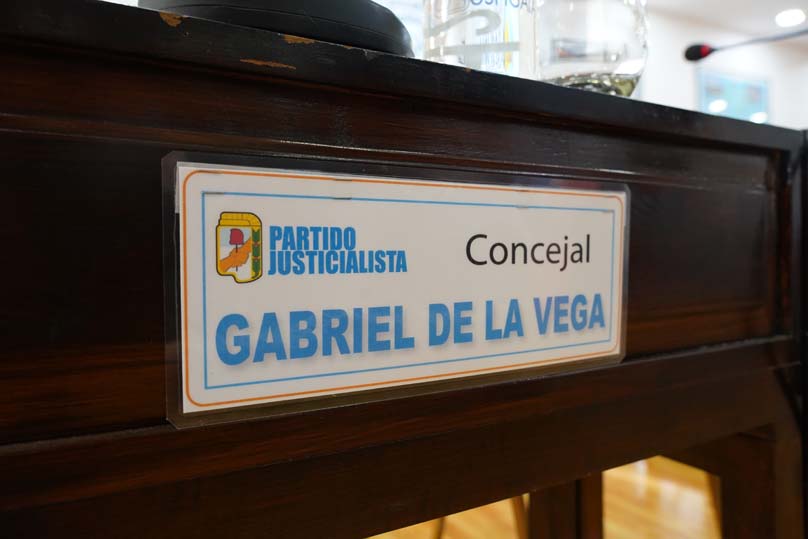 PARTIDO
JUSTICIALISTA
Concejal
GABRIEL DE LA VEGA